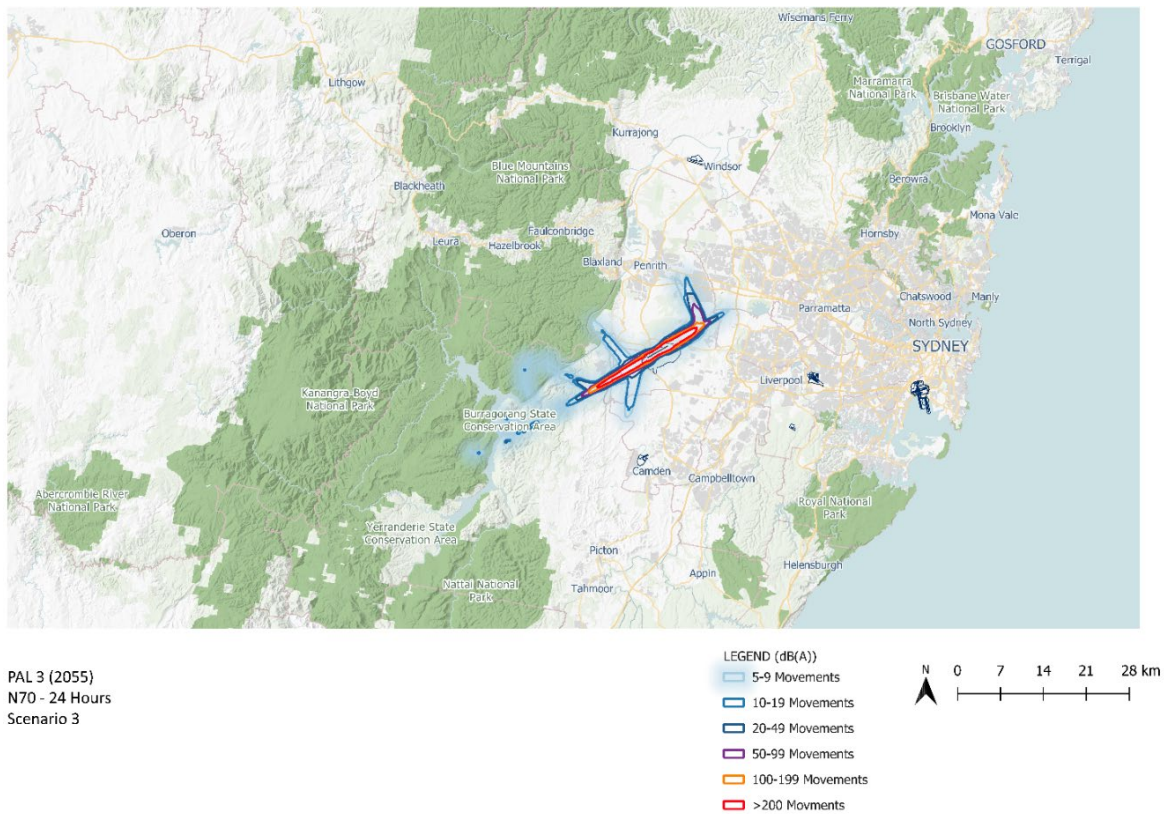 Wisemans Ferry
GOSFORD
Terrigal
Lithgow
Marramarra
National Park
Brisbane Water
National Park
Kurrajong
Brooklyn
Blue Mountains
National Park
Windsor
Blackheath
Berowra
Mona Vale
Oberon
Faulconbridge
Leura
Hazelbrook
Hornsby
Blaxland
Penrith
Parramatta
Chatswood
Manly
North Sydney
SYDNEY
Liverpool
Kanangra-Boyd
National Park
Burragorang State
Conservation Area
Camden
Campbelltown
Abercrombie River
National Park
Royal National
Park
Yerranderie State
Conservation Area
Picton
Helensburgh
Appin
Nattai National
Park
Tahmoor
PAL 3 (2055)
N70 - 24 Hours
Scenario 3
LEGEND (dB(A))
5-9 Movements
10-19 Movements
20-49 Movements
50-99 Movements
100-199 Movements
>200 Movments
N
0 7 14 21 28 km